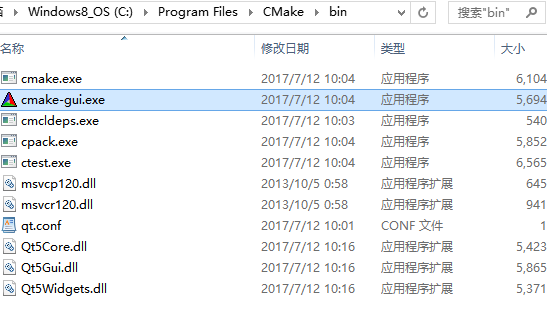 Windows8_OS (C:) Program Files CMake bin 搜索"bin"
名称 修改日期 类型 大小
cmake.exe 2017/7/12 10:04 应用程序 6,104
cmake-gui.exe 2017/7/12 10:04 应用程序 5,694
cmcldeps.exe 2017/7/12 10:03 应用程序 540
cpack.exe 2017/7/12 10:04 应用程序 5,852
ctest.exe 2017/7/12 10:04 应用程序 6,565
msvcp120.dll 2013/10/5 0:58 应用程序扩展 645
msvcr120.dll 2013/10/5 0:58 应用程序扩展 941
qt.conf 2017/7/12 10:01 CONF 文件 1
Qt5Core.dll 2017/7/12 10:16 应用程序扩展 5,423
Qt5Gui.dll 2017/7/12 10:16 应用程序扩展 5,865
Qt5Widgets.dll 2017/7/12 10:16 应用程序扩展 5,371